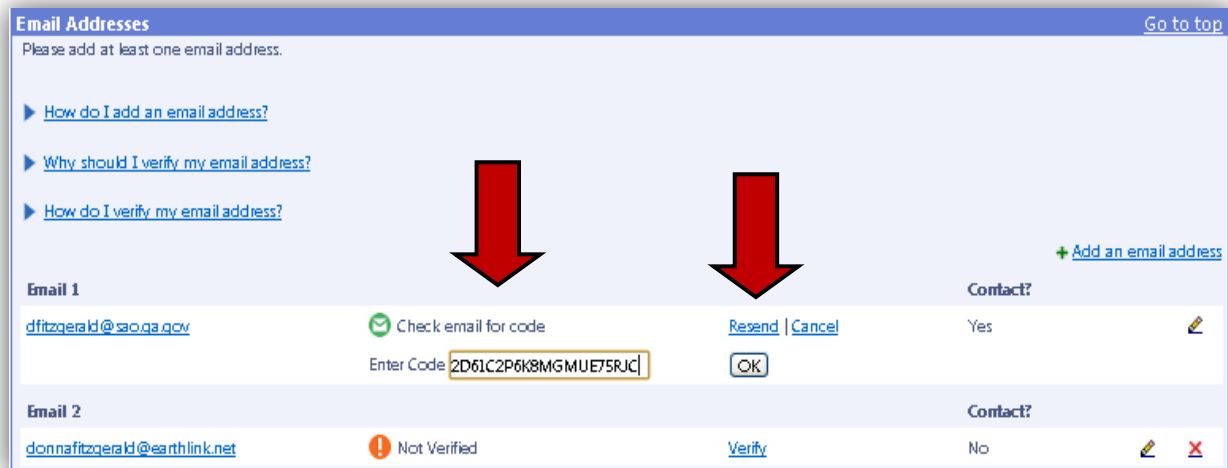 Email Addresses Go to top
Please add at least one email address.
How do I add an email address?
Why should I verify my email address?
How do I verify my email address?
Add an email address
Email 1 Contact?
dfitzgerald@sao.ga.gov Check email for code Resend | Cancel Yes
Enter Code 2D61C2P6K8MGMUE75RJC OK
Email 2 Contact?
donnafitzgerald@earthlink.net Not Verified Verify No